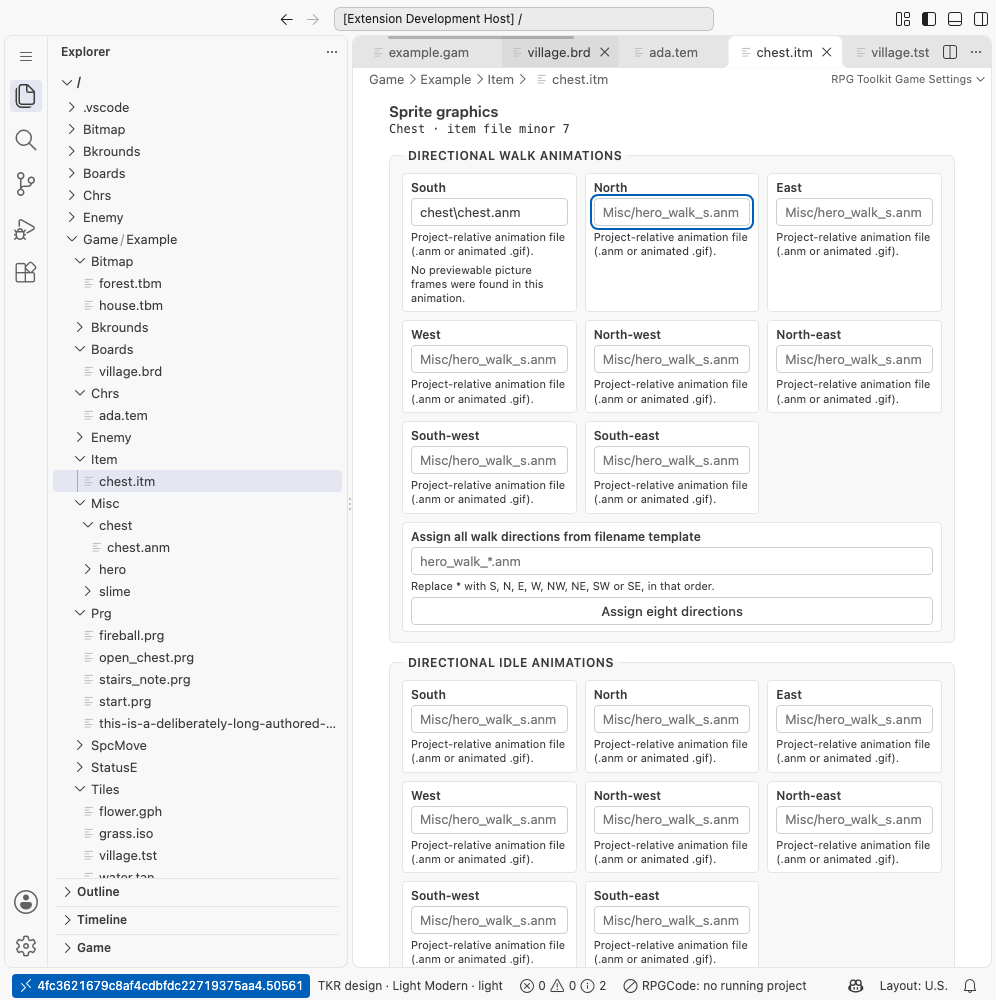 [Extension Development Host] /
Explorer
example.gam
village.brd
ada.tem
chest.itm
village.tst
/
.vscode
Bitmap
Bkrounds
Boards
Chrs
Enemy
Game / Example
Bitmap
forest.tbm
house.tbm
Bkrounds
Boards
village.brd
Chrs
ada.tem
Enemy
Item
chest.itm
Misc
chest
chest.anm
hero
slime
Prg
fireball.prg
open_chest.prg
stairs_note.prg
start.prg
this-is-a-deliberately-long-authored-...
SpcMove
StatusE
Tiles
flower.gph
grass.iso
village.tst
water.tan
Outline
Timeline
Game
Game > Example > Item > chest.itm
RPG Toolkit Game Settings
Sprite graphics
Chest · item file minor 7
DIRECTIONAL WALK ANIMATIONS
South
chest\chest.anm
Project-relative animation file
(.anm or animated .gif).
No previewable picture
frames were found in this
animation.
North
Misc/hero_walk_s.anm
Project-relative animation file
(.anm or animated .gif).
East
Misc/hero_walk_s.anm
Project-relative animation file
(.anm or animated .gif).
West
Misc/hero_walk_s.anm
Project-relative animation file
(.anm or animated .gif).
North-west
Misc/hero_walk_s.anm
Project-relative animation file
(.anm or animated .gif).
North-east
Misc/hero_walk_s.anm
Project-relative animation file
(.anm or animated .gif).
South-west
Misc/hero_walk_s.anm
Project-relative animation file
(.anm or animated .gif).
South-east
Misc/hero_walk_s.anm
Project-relative animation file
(.anm or animated .gif).
Assign all walk directions from filename template
hero_walk_*.anm
Replace * with S, N, E, W, NW, NE, SW or SE, in that order.
Assign eight directions
DIRECTIONAL IDLE ANIMATIONS
South
Misc/hero_walk_s.anm
Project-relative animation file
(.anm or animated .gif).
North
Misc/hero_walk_s.anm
Project-relative animation file
(.anm or animated .gif).
East
Misc/hero_walk_s.anm
Project-relative animation file
(.anm or animated .gif).
West
Misc/hero_walk_s.anm
Project-relative animation file
(.anm or animated .gif).
North-west
Misc/hero_walk_s.anm
Project-relative animation file
(.anm or animated .gif).
North-east
Misc/hero_walk_s.anm
Project-relative animation file
(.anm or animated .gif).
South-west
Misc/hero_walk_s.anm
Project-relative animation file
(.anm or animated .gif).
South-east
Misc/hero_walk_s.anm
Project-relative animation file
(.anm or animated .gif).
4fc3621679c8af4cdbfdc22719375aa4.50561
TKR design · Light Modern · light
0
0
2
RPGCode: no running project
Layout: U.S.